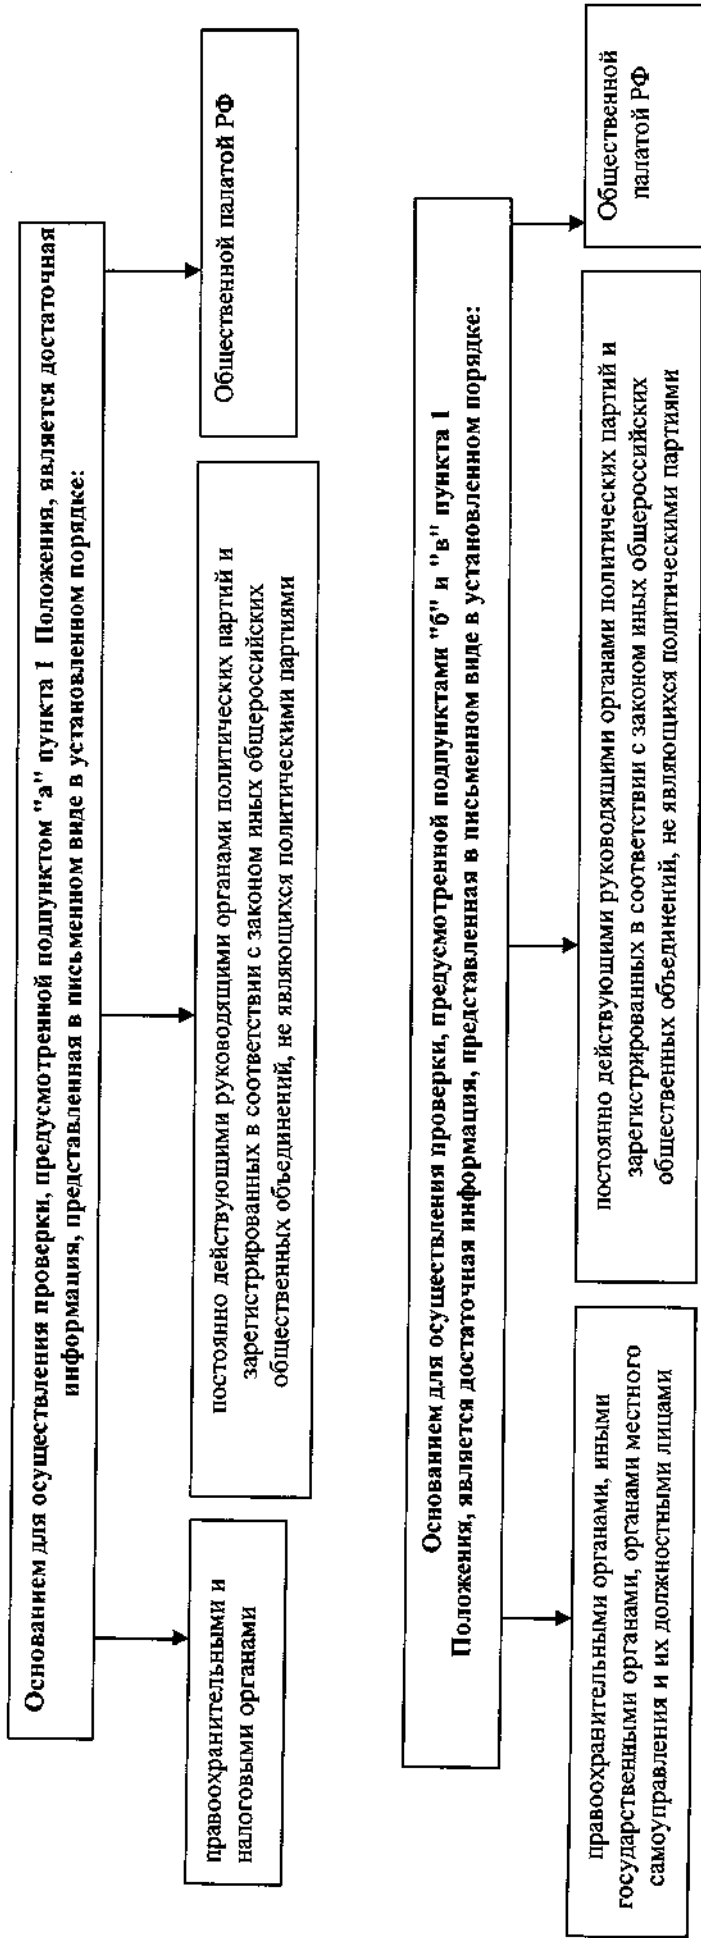 Основанием для осуществления проверки, предусмотренной подпунктом "а" пункта 1 Положения, является достаточная
информация, представленная в письменном виде в установленном порядке:
правоохранительными и
налоговыми органами
постоянно действующими руководящими органами политических партий и
зарегистрированных в соответствии с законом иных общероссийских
общественных объединений, не являющихся политическими партиями
Общественной палатой РФ
Основанием для осуществления проверки, предусмотренной подпунктами "б" и "в" пункта 1
Положения, является достаточная информация, представленная в письменном виде в установленном порядке:
правоохранительными органами, иными
государственными органами, органами местного
самоуправления и их должностными лицами
постоянно действующими руководящими органами политических партий и
зарегистрированных в соответствии с законом иных общероссийских
общественных объединений, не являющихся политическими партиями
Общественной
палатой РФ